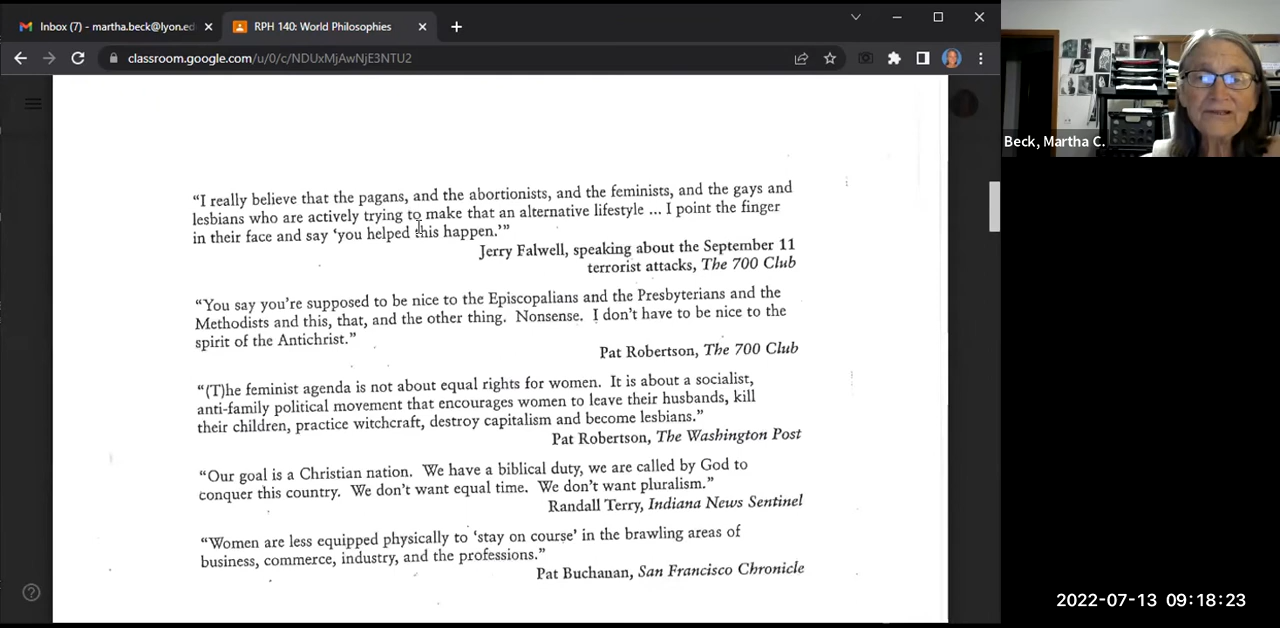 Inbox (7) - martha.beck@lyon.ed
RPH 140: World Philosophies
classroom.google.com/u/0/c/NDUxMjAwNjE3NTU2
Beck, Martha C.
“I really believe that the pagans, and the abortionists, and the feminists, and the gays and
lesbians who are actively trying to make that an alternative lifestyle ... I point the finger
in their face and say ‘you helped this happen.’”
Jerry Falwell, speaking about the September 11
terrorist attacks, The 700 Club
“You say you’re supposed to be nice to the Episcopalians and the Presbyterians and the
Methodists and this, that, and the other thing. Nonsense. I don’t have to be nice to the
spirit of the Antichrist.”
Pat Robertson, The 700 Club
“(T)he feminist agenda is not about equal rights for women. It is about a socialist,
anti-family political movement that encourages women to leave their husbands, kill
their children, practice witchcraft, destroy capitalism and become lesbians.”
Pat Robertson, The Washington Post
“Our goal is a Christian nation. We have a biblical duty, we are called by God to
conquer this country. We don’t want equal time. We don’t want pluralism.”
Randall Terry, Indiana News Sentinel
“Women are less equipped physically to ‘stay on course’ in the brawling areas of
business, commerce, industry, and the professions.”
Pat Buchanan, San Francisco Chronicle
2022-07-13 09:18:23